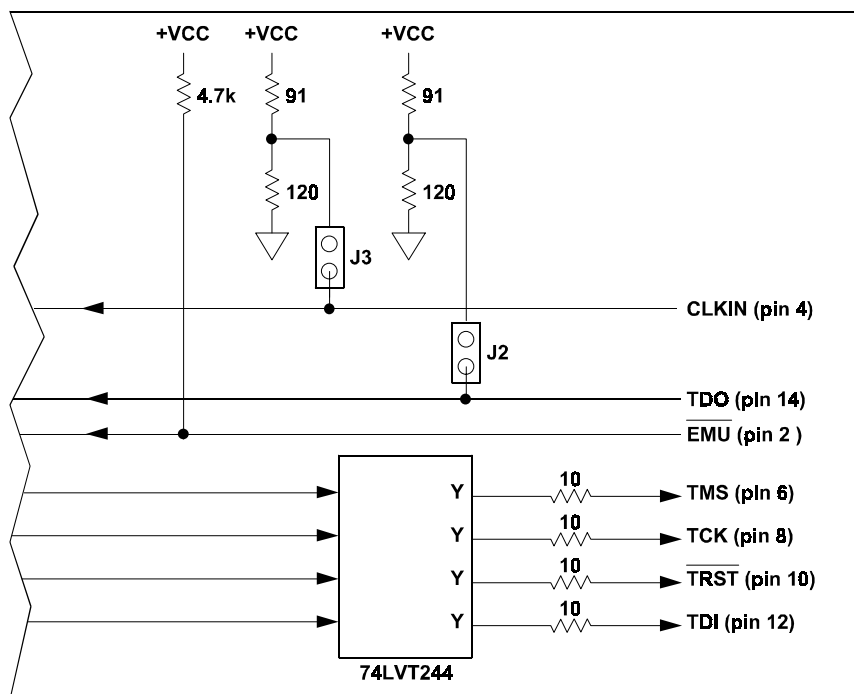 +VCC +VCC +VCC
4.7k 91 91
120 120
J3
CLKIN (pin 4)
J2
TDO (pin 14)
EMU (pin 2 )
Y 10 TMS (pin 6)
Y 10 TCK (pin 8)
Y 10 TRST (pin 10)
Y 10 TDI (pin 12)
74LVT244